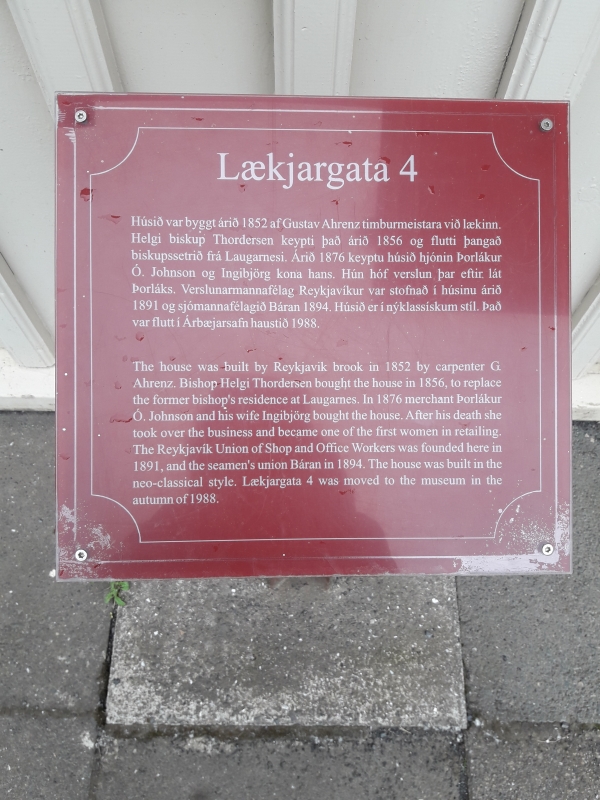 Lækjargata 4
Húsið var byggt árið 1852 af Gustav Ahrenz timburmeistara við lækinn.
Helgi biskup Thordersen keypti það árið 1856 og flutti þangað
biskupssetrið frá Laugarnesi. Árið 1876 keyptu húsið hjónin Þorlákur
Ó. Johnson og Ingibjörg kona hans. Hún hóf verslun þar eftir lát
Þorláks. Verslunarmannafélag Reykjavíkur var stofnað í húsinu árið
1891 og sjómannafélagið Báran 1894. Húsið er í nýklassískum stíl. Það
var flutt í Árbæjarsafn haustið 1988.
The house was built by Reykjavík brook in 1852 by carpenter G.
Ahrenz. Bishop Helgi Thordersen bought the house in 1856, to replace
the former bishop's residence at Laugarnes. In 1876 merchant Þorlákur
Ó. Johnson and his wife Ingibjörg bought the house. After his death she
took over the business and became one of the first women in retailing.
The Reykjavík Union of Shop and Office Workers was founded here in
1891, and the seamen's union Báran in 1894. The house was built in the
neo-classical style. Lækjargata 4 was moved to the museum in the
autumn of 1988.